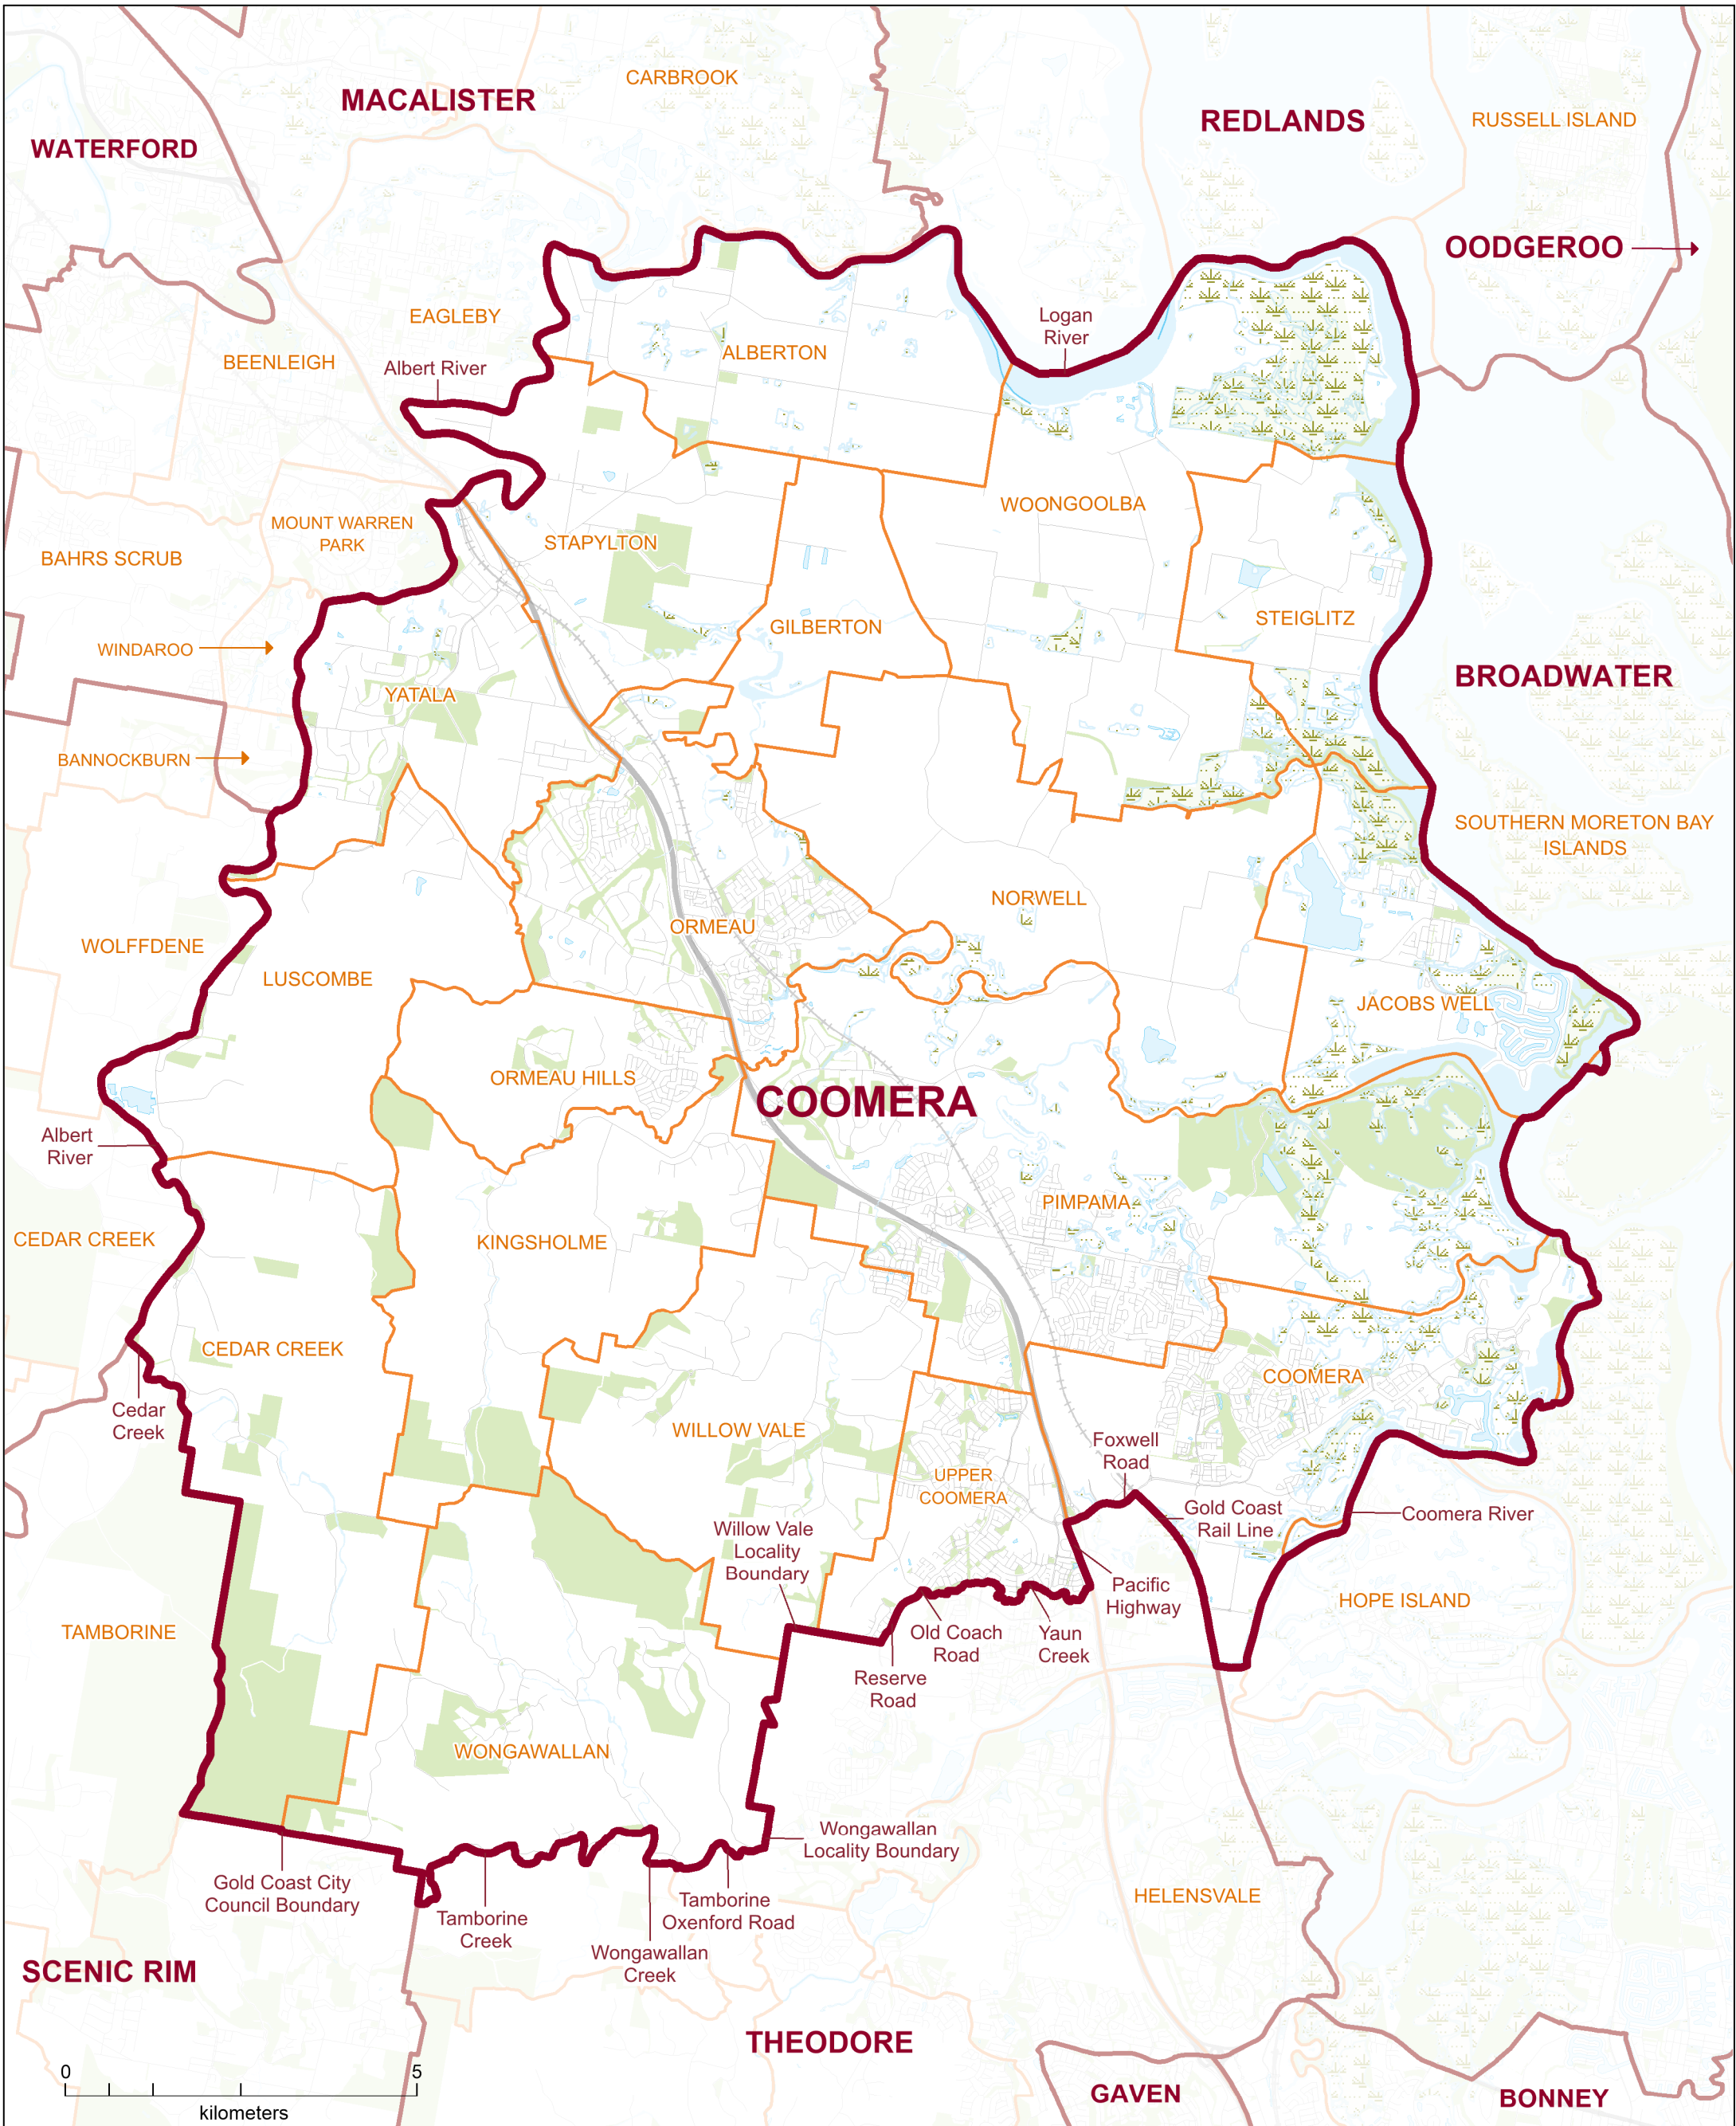 CARBROOK
MACALISTER
REDLANDS
RUSSELL ISLAND
WATERFORD
OODGEROO
EAGLEBY
Logan
River
BEENLEIGH
Albert River
ALBERTON
WOONGOOLBA
MOUNT WARREN
PARK
STAPYLTON
BAHRS SCRUB
STEIGLITZ
GILBERTON
WINDAROO
BROADWATER
YATALA
BANNOCKBURN
SOUTHERN MORETON BAY
ISLANDS
NORWELL
ORMEAU
WOLFFDENE
LUSCOMBE
JACOBS WELL
ORMEAU HILLS
COOMERA
Albert
River
PIMPAMA
CEDAR CREEK
KINGSHOLME
CEDAR CREEK
COOMERA
Cedar
Creek
WILLOW VALE
Foxwell
Road
UPPER
COOMERA
Gold Coast
Rail Line
Coomera River
Willow Vale
Locality
Boundary
Pacific
Highway
HOPE ISLAND
TAMBORINE
Old Coach
Road
Yaun
Creek
Reserve
Road
WONGAWALLAN
Wongawallan
Locality Boundary
Gold Coast City
Council Boundary
Tamborine
Oxenford Road
HELENSVALE
Tamborine
Creek
Wongawallan
Creek
SCENIC RIM
THEODORE
0 5
kilometers
GAVEN
BONNEY